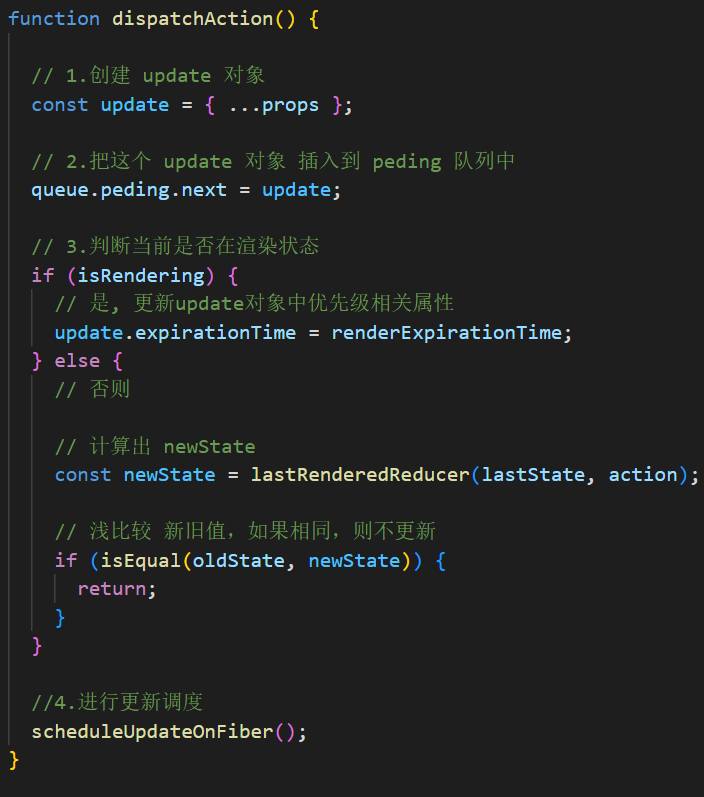 function dispatchAction() {
// 1.创建 update 对象
const update = { ...props };
// 2.把这个 update 对象 插入到 peding 队列中
queue.peding.next = update;
// 3.判断当前是否在渲染状态
if (isRendering) {
// 是, 更新update对象中优先级相关属性
update.expirationTime = renderExpirationTime;
} else {
// 否则
// 计算出 newState
const newState = lastRenderedReducer(lastState, action);
// 浅比较 新旧值，如果相同，则不更新
if (isEqual(oldState, newState)) {
return;
}
}
//4.进行更新调度
scheduleUpdateOnFiber();
}